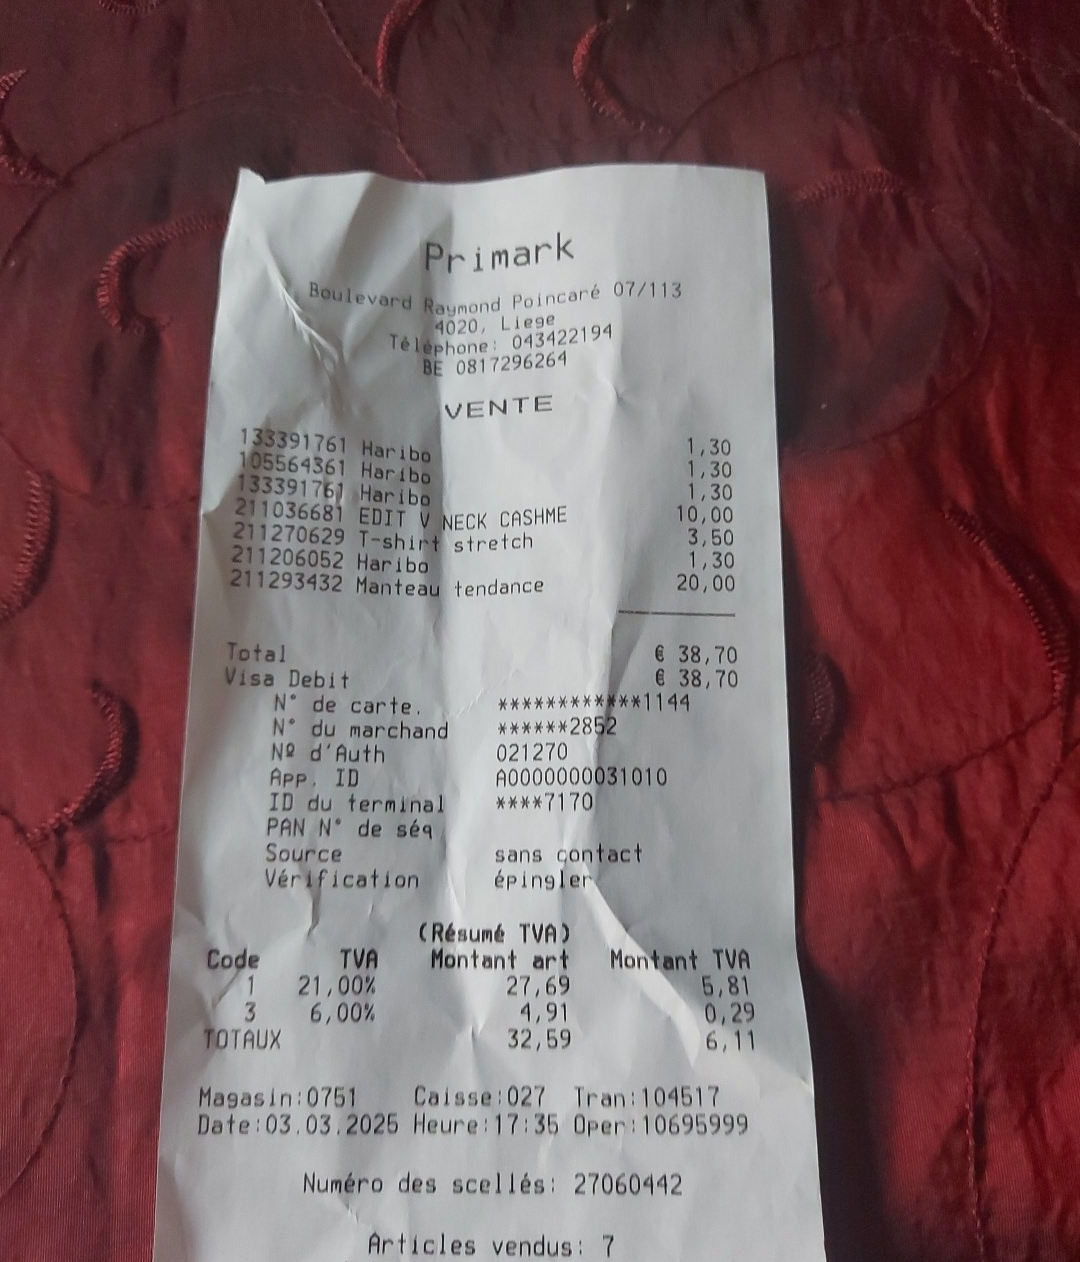 Primark
Boulevard Raymond Poincaré 07/113
4020, Liege
Téléphone: 043422194
BE 0817296264
VENTE
133391761 Haribo 1,30
105564361 Haribo 1,30
133391761 Haribo 1,30
211036681 EDIT V NECK CASHME 10,00
211270629 T-shirt stretch 3,50
211206052 Haribo 1,30
211293432 Manteau tendance 20,00
Total € 38,70
Visa Debit € 38,70
N° de carte. ************1144
N° du marchand ******2852
Nº d'Auth 021270
App. ID A0000000031010
ID du terminal ****7170
PAN N° de séq
Source sans contact
Vérification épingler
(Résumé TVA)
Code TVA Montant art Montant TVA
1 21,00% 27,69 5,81
3 6,00% 4,91 0,29
TOTAUX 32,59 6,11
Magasin:0751 Caisse:027 Tran:104517
Date:03.03.2025 Heure:17:35 Oper:10695999
Numéro des scellés: 27060442
Articles vendus: 7